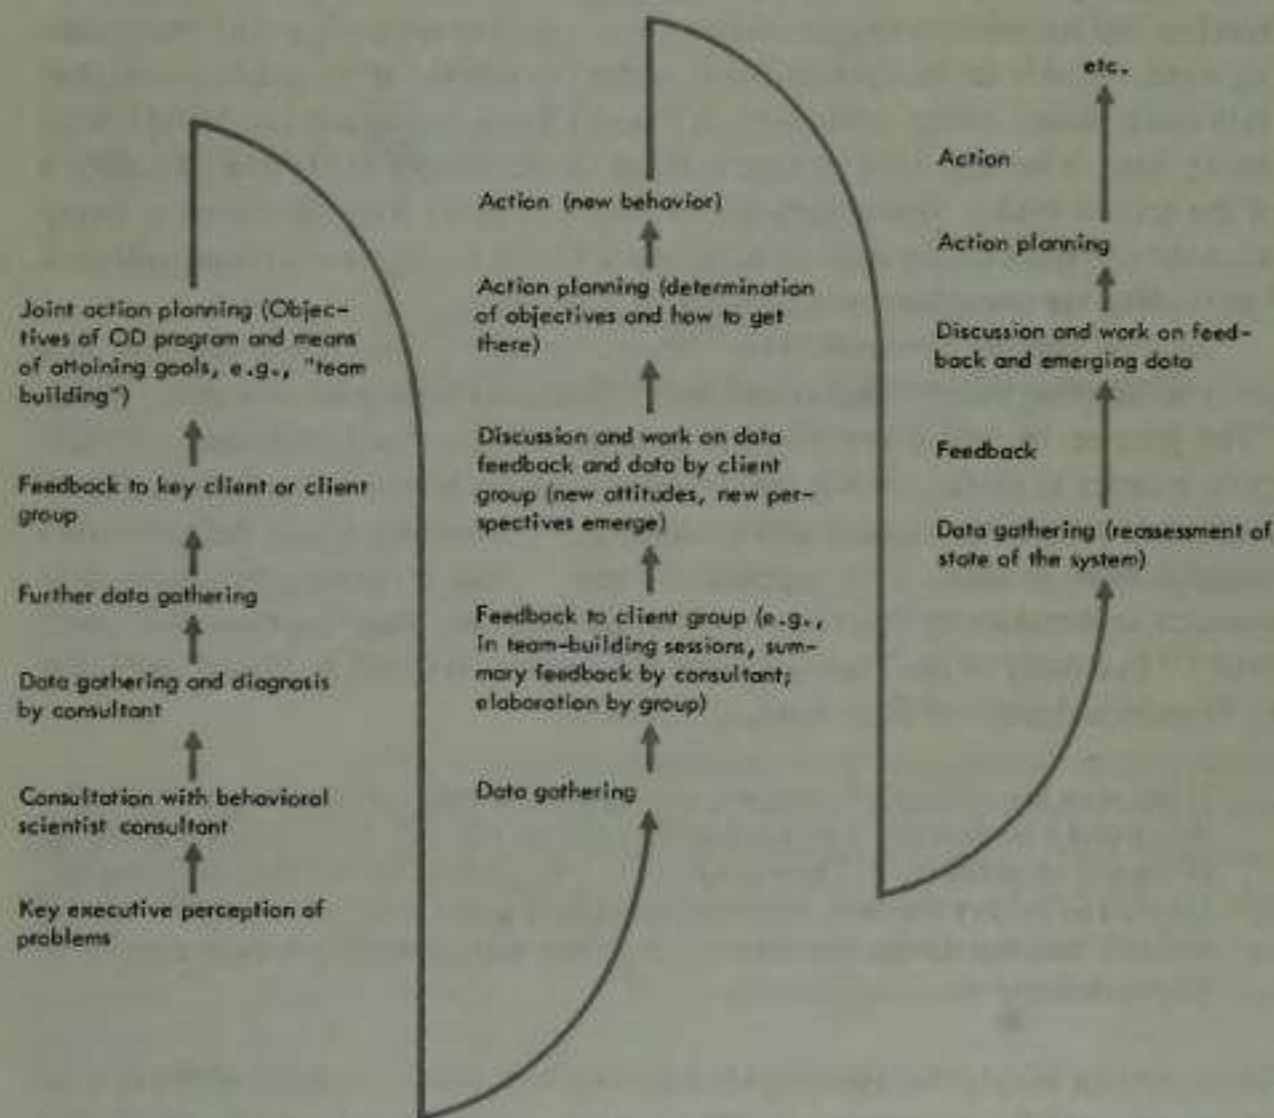 Joint action planning (Objec-
tives of OD program and means
of attaining goals, e.g., "team
building")
Feedback to key client or client
group
Further data gathering
Data gathering and diagnosis
by consultant
Consultation with behavioral
scientist consultant
Key executive perception of
problems
Action (new behavior)
Action planning (determination
of objectives and how to get
there)
Discussion and work on data
feedback and data by client
group (new attitudes, new per-
spectives emerge)
Feedback to client group (e.g.,
in team-building sessions, sum-
mary feedback by consultant;
elaboration by group)
Data gathering
etc.
Action
Action planning
Discussion and work on feed-
back and emerging data
Feedback
Data gathering (reassessment of
state of the system)